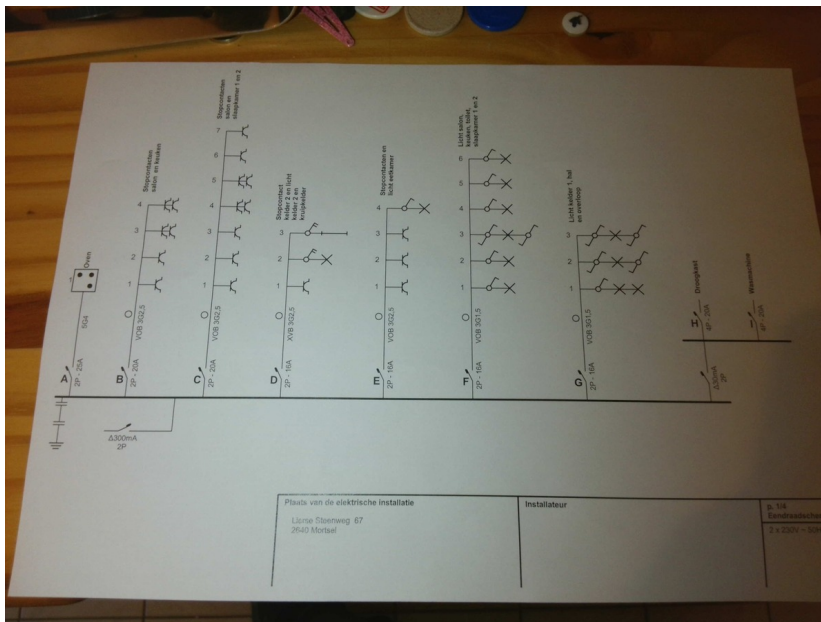 Oven
1
5G4
A
2P - 25A
Stopcontacten
salon en keuken
4
3
2
1
VOB 3G2,5
B
2P - 20A
Stopcontacten
salon en
slaapkamer 1 en 2
7
6
5
4
3
2
1
VOB 3G2,5
C
2P - 20A
Stopcontact
kelder 2 en licht
kelder 2 en
kruipkelder
3
2
1
XVB 3G2,5
D
2P - 16A
Stopcontacten en
licht eetkamer
4
3
2
1
VOB 3G2,5
E
2P - 16A
Licht salon,
keuken, toilet,
slaapkamer 1 en 2
6
5
4
3
2
1
VOB 3G1,5
F
2P - 16A
Licht kelder 1, hal
en overloop
3
2
1
VOB 3G1,5
G
2P - 16A
Droogkast
H
4P - 20A
Wasmachine
I
4P - 20A
Δ30mA
2P
Δ300mA
2P
Plaats van de elektrische installatie
67
2640 Mortsel
Installateur
p. 1/4
2 x 230V ~